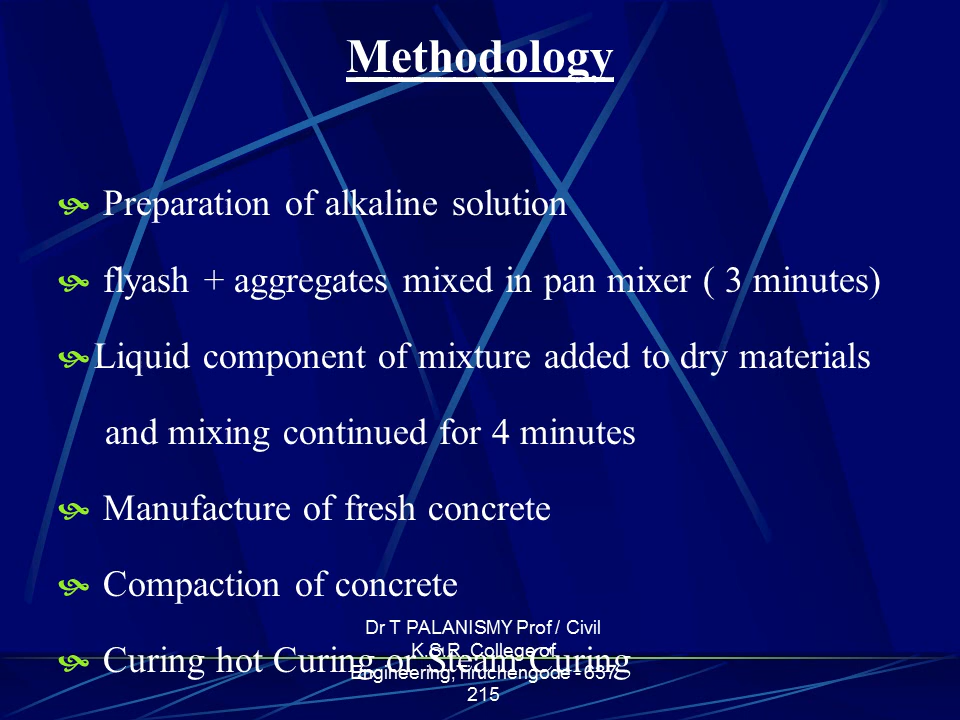 Methodology
Preparation of alkaline solution
flyash + aggregates mixed in pan mixer ( 3 minutes)
Liquid component of mixture added to dry materials
and mixing continued for 4 minutes
Manufacture of fresh concrete
Compaction of concrete
Curing hot Curing or Steam Curing
Dr T PALANISMY Prof / Civil
K.S.R. College of
Engineering, Tiruchengode - 637
215